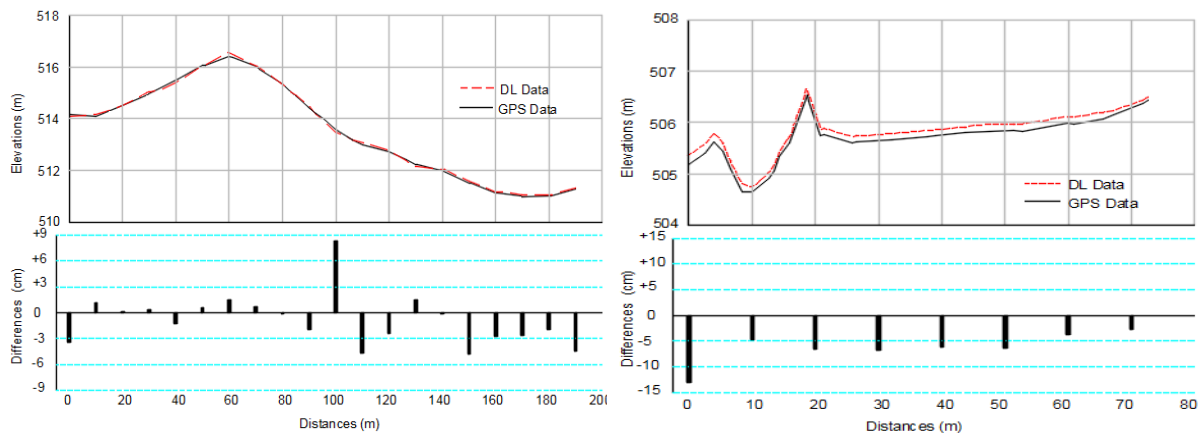 518
516
514
511
510
Elevations (m)
DL Data
GPS Data
+9
+6
+3
0
-3
-6
-9
Differences (cm)
0 20 40 60 80 100 120 140 160 180 200
Distances (m)
508
507
506
505
504
Elevations (m)
DL Data
GPS Data
+15
+10
+5
0
-5
-10
-15
Differences (cm)
0 10 20 30 40 50 60 70 80
Distances (m)